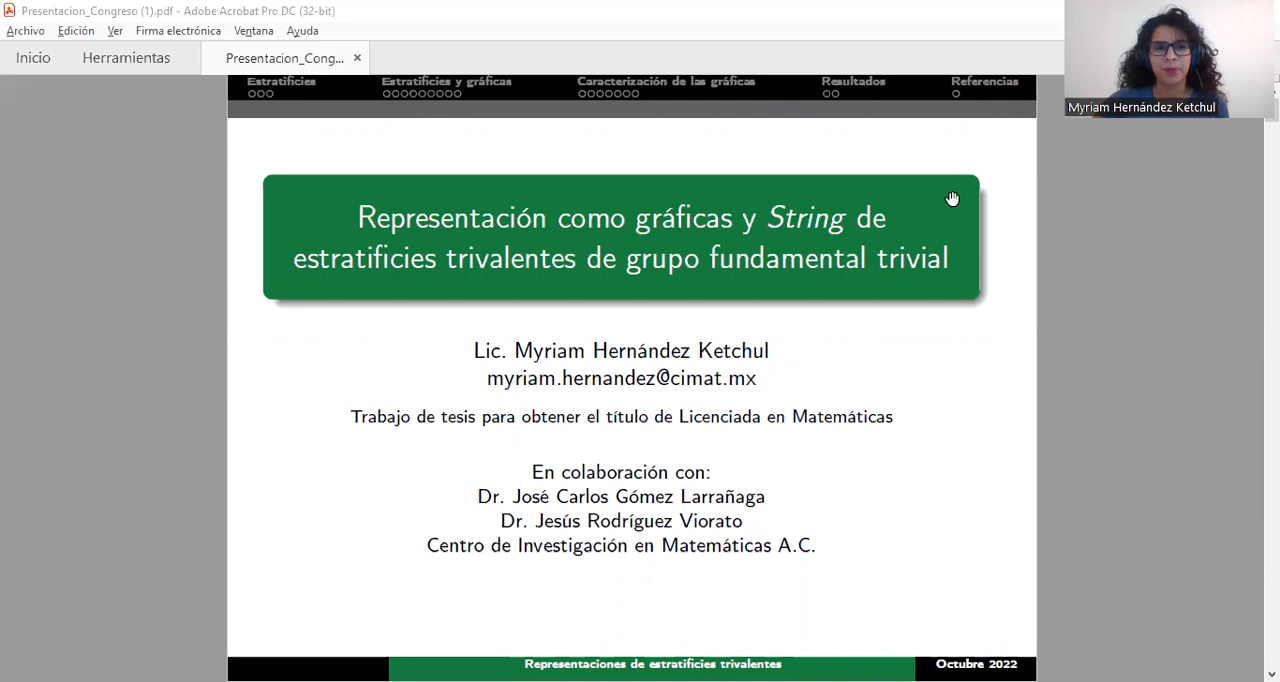 Presentacion_Congreso (1).pdf - Adobe Acrobat Pro DC (32-bit)
Archivo Edición Ver Firma electrónica Ventana Ayuda
Inicio Herramientas Presentacion_Cong... ×
Estratificies Estratificies y gráficas Caracterización de las gráficas Resultados Referencias
Myriam Hernández Ketchul
Representación como gráficas y String de
estratificies trivalentes de grupo fundamental trivial
Lic. Myriam Hernández Ketchul
myriam.hernandez@cimat.mx
Trabajo de tesis para obtener el título de Licenciada en Matemáticas
En colaboración con:
Dr. José Carlos Gómez Larrañaga
Dr. Jesús Rodríguez Viorato
Centro de Investigación en Matemáticas A.C.
Representaciones de estratificies trivalentes Octubre 2022